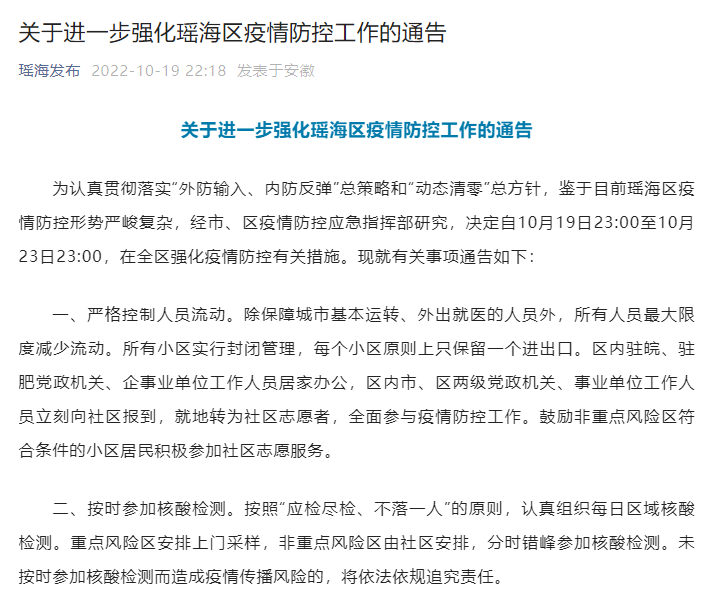 关于进一步强化瑶海区疫情防控工作的通告
瑶海发布 2022-10-19 22:18 发表于安徽
关于进一步强化瑶海区疫情防控工作的通告
为认真贯彻落实“外防输入、内防反弹”总策略和“动态清零”总方针，鉴于目前瑶海区疫
情防控形势严峻复杂，经市、区疫情防控应急指挥部研究，决定自10月19日23:00至10月
23日23:00，在全区强化疫情防控有关措施。现就有关事项通告如下：
一、严格控制人员流动。除保障城市基本运转、外出就医的人员外，所有人员最大限
度减少流动。所有小区实行封闭管理，每个小区原则上只保留一个进出口。区内驻皖、驻
肥党政机关、企事业单位工作人员居家办公，区内市、区两级党政机关、事业单位工作人
员立刻向社区报到，就地转为社区志愿者，全面参与疫情防控工作。鼓励非重点风险区符
合条件的小区居民积极参加社区志愿服务。
二、按时参加核酸检测。按照“应检尽检、不落一人”的原则，认真组织每日区域核酸
检测。重点风险区安排上门采样，非重点风险区由社区安排，分时错峰参加核酸检测。未
按时参加核酸检测而造成疫情传播风险的，将依法依规追究责任。